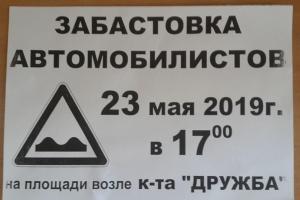 ЗАБАСТОВКА
АВТОМОБИЛИСТОВ
23 мая 2019г.
в 17⁰⁰
на площади возле к-та "ДРУЖБА"